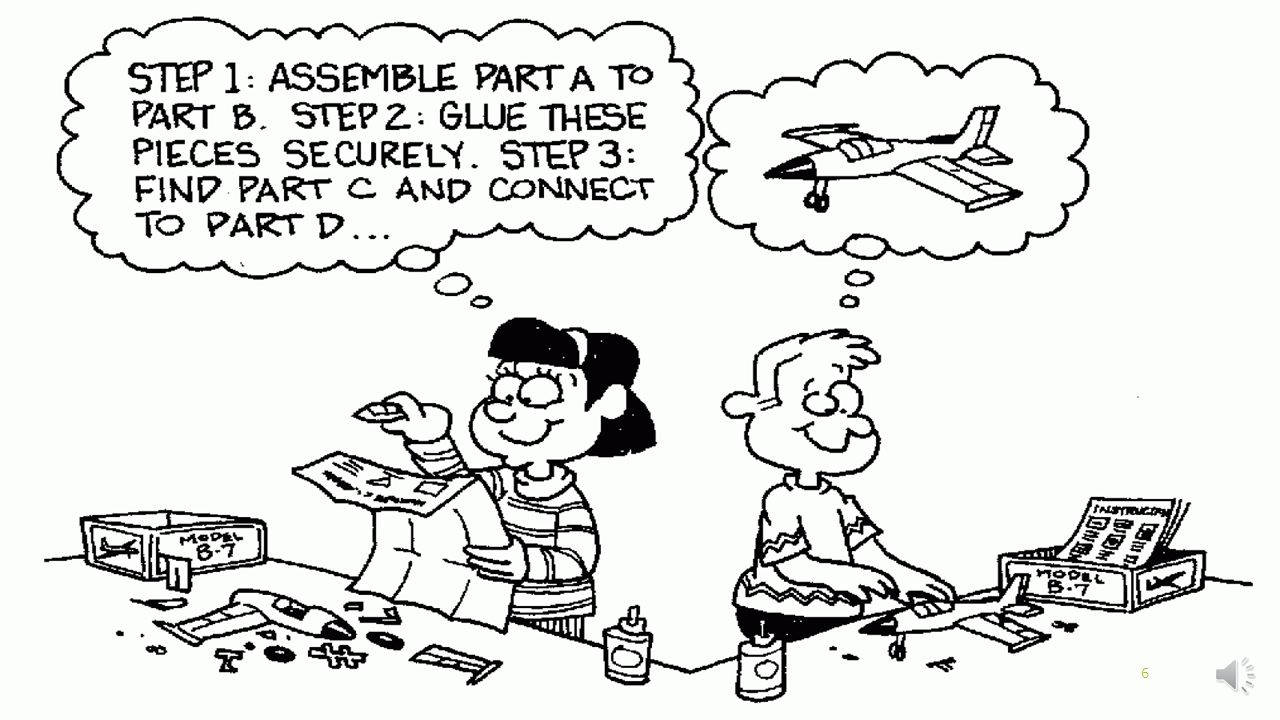 STEP 1: ASSEMBLE PART A TO
PART B. STEP 2: GLUE THESE
PIECES SECURELY. STEP 3:
FIND PART C AND CONNECT
TO PART D...
MODEL
B-7
1
MODEL
B-7
6